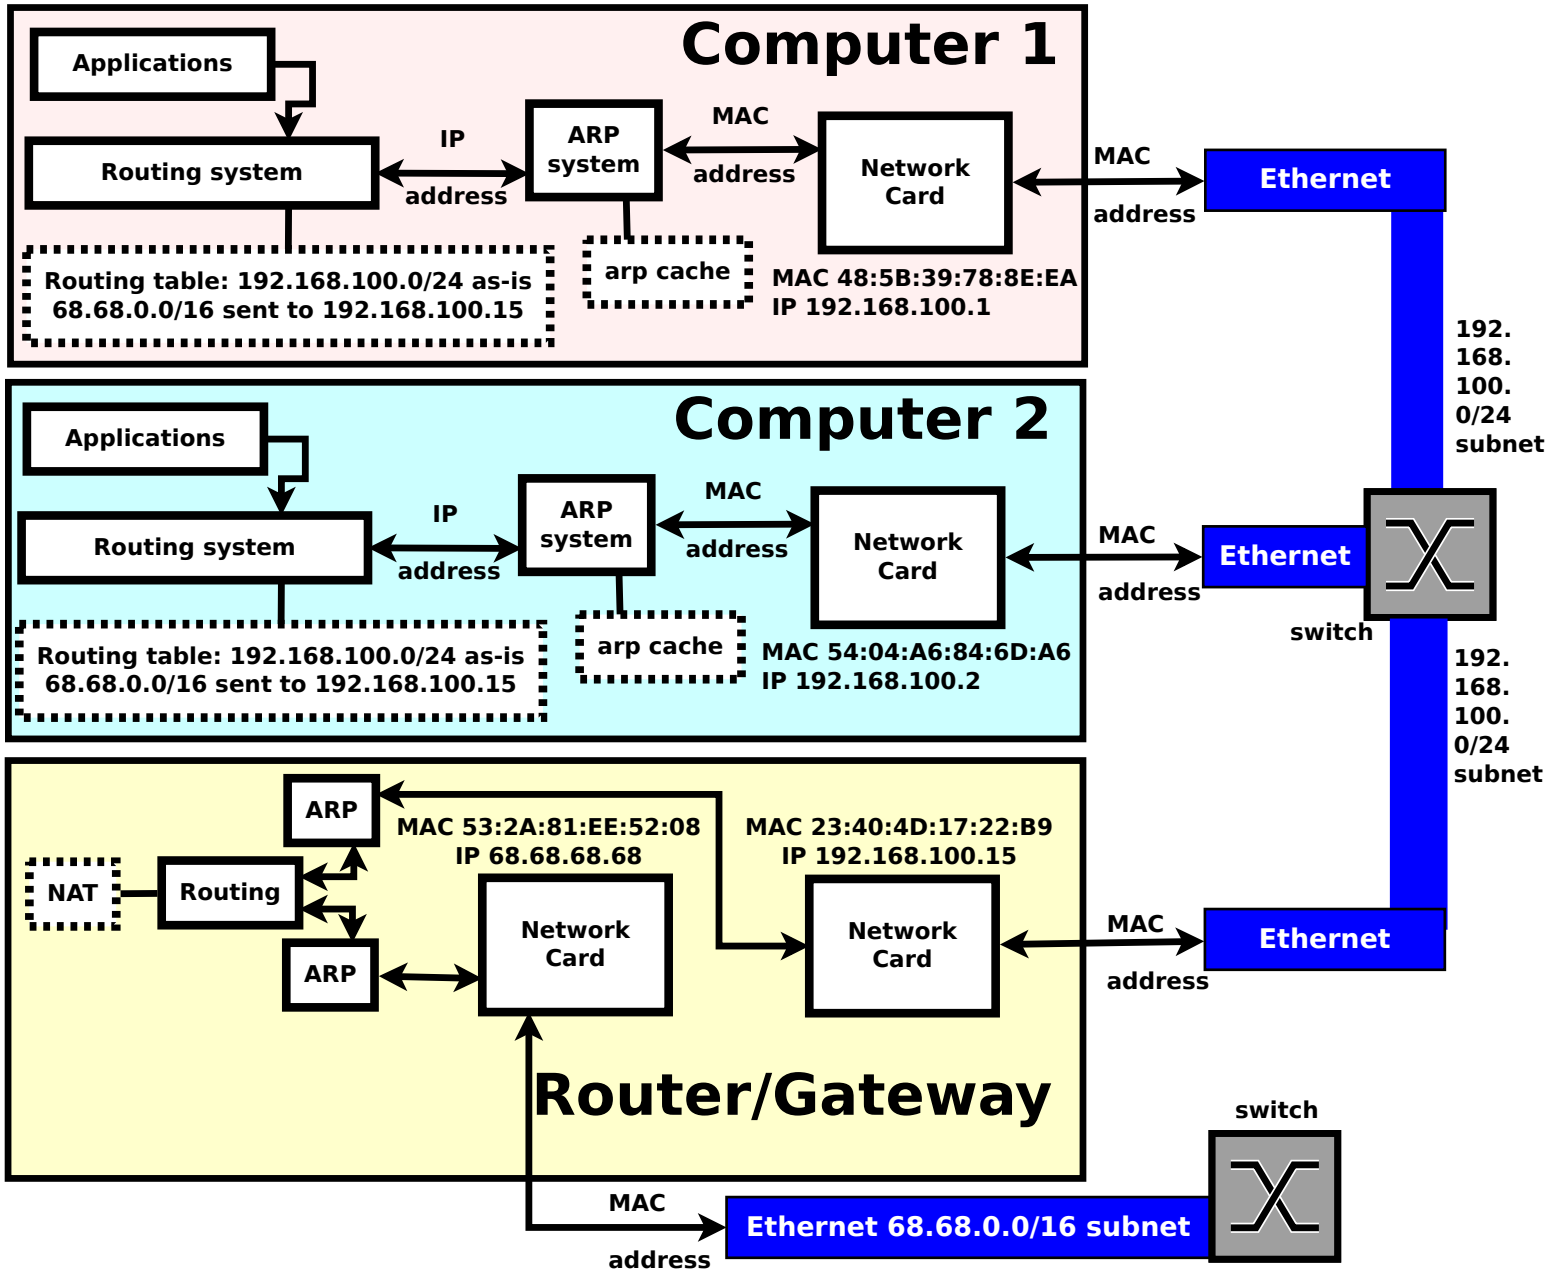 Computer 1
Applications
Routing system
IP
address
ARP
system
MAC
address
Network
Card
MAC
address
Ethernet
Routing table: 192.168.100.0/24 as-is
68.68.0.0/16 sent to 192.168.100.15
arp cache
MAC 48:5B:39:78:8E:EA
IP 192.168.100.1
192.
168.
100.
0/24
subnet
Computer 2
Applications
Routing system
IP
address
ARP
system
MAC
address
Network
Card
MAC
address
Ethernet
switch
Routing table: 192.168.100.0/24 as-is
68.68.0.0/16 sent to 192.168.100.15
arp cache
MAC 54:04:A6:84:6D:A6
IP 192.168.100.2
192.
168.
100.
0/24
subnet
ARP
MAC 53:2A:81:EE:52:08
IP 68.68.68.68
MAC 23:40:4D:17:22:B9
IP 192.168.100.15
NAT
Routing
ARP
Network
Card
Network
Card
MAC
address
Ethernet
Router/Gateway
switch
MAC
address
Ethernet 68.68.0.0/16 subnet